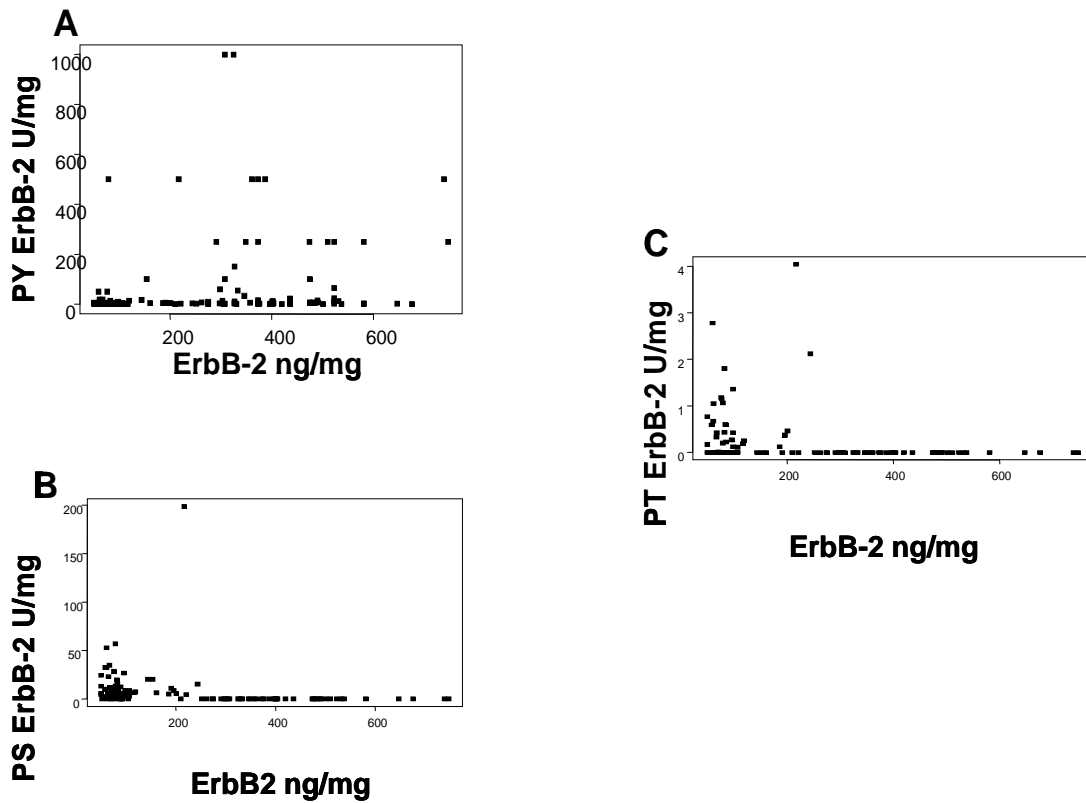 A
PY ErbB-2 U/mg
1000
800
600
400
200
0
200 400 600
ErbB-2 ng/mg
B
PS ErbB-2 U/mg
200
150
100
50
0
200 400 600
ErbB2 ng/mg
C
PT ErbB-2 U/mg
4
3
2
1
0
200 400 600
ErbB-2 ng/mg